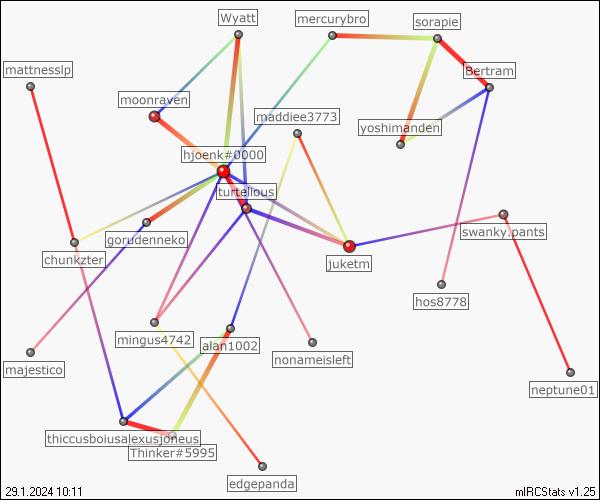 Wyatt
mercurybro
sorapie
mattnesslp
Bertram
moonraven
maddiee3773
yoshimanden
hjoenk#0000
turtelious
gorudenneko
swanky.pants
chunkzter
juketm
hos8778
mingus4742
alan1002
nonameisleft
majestico
neptune01
thiccusboiusalexusjoneus
Thinker#5995
edgepanda
29.1.2024 10:11
mIRCStats v1.25